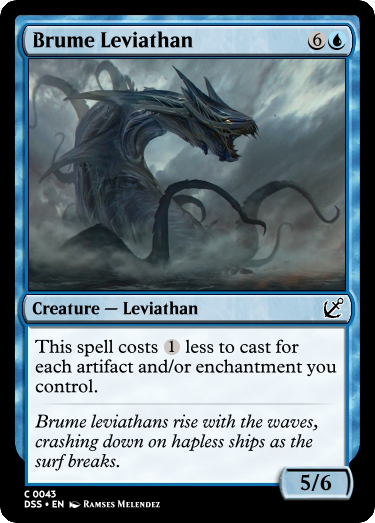 Brume Leviathan 6
Creature — Leviathan
This spell costs 1 less to cast for
each artifact and/or enchantment you
control.
Brume leviathans rise with the waves,
crashing down on hapless ships as the
surf breaks.
5/6
C 0043
DSS • EN Ramses Melendez